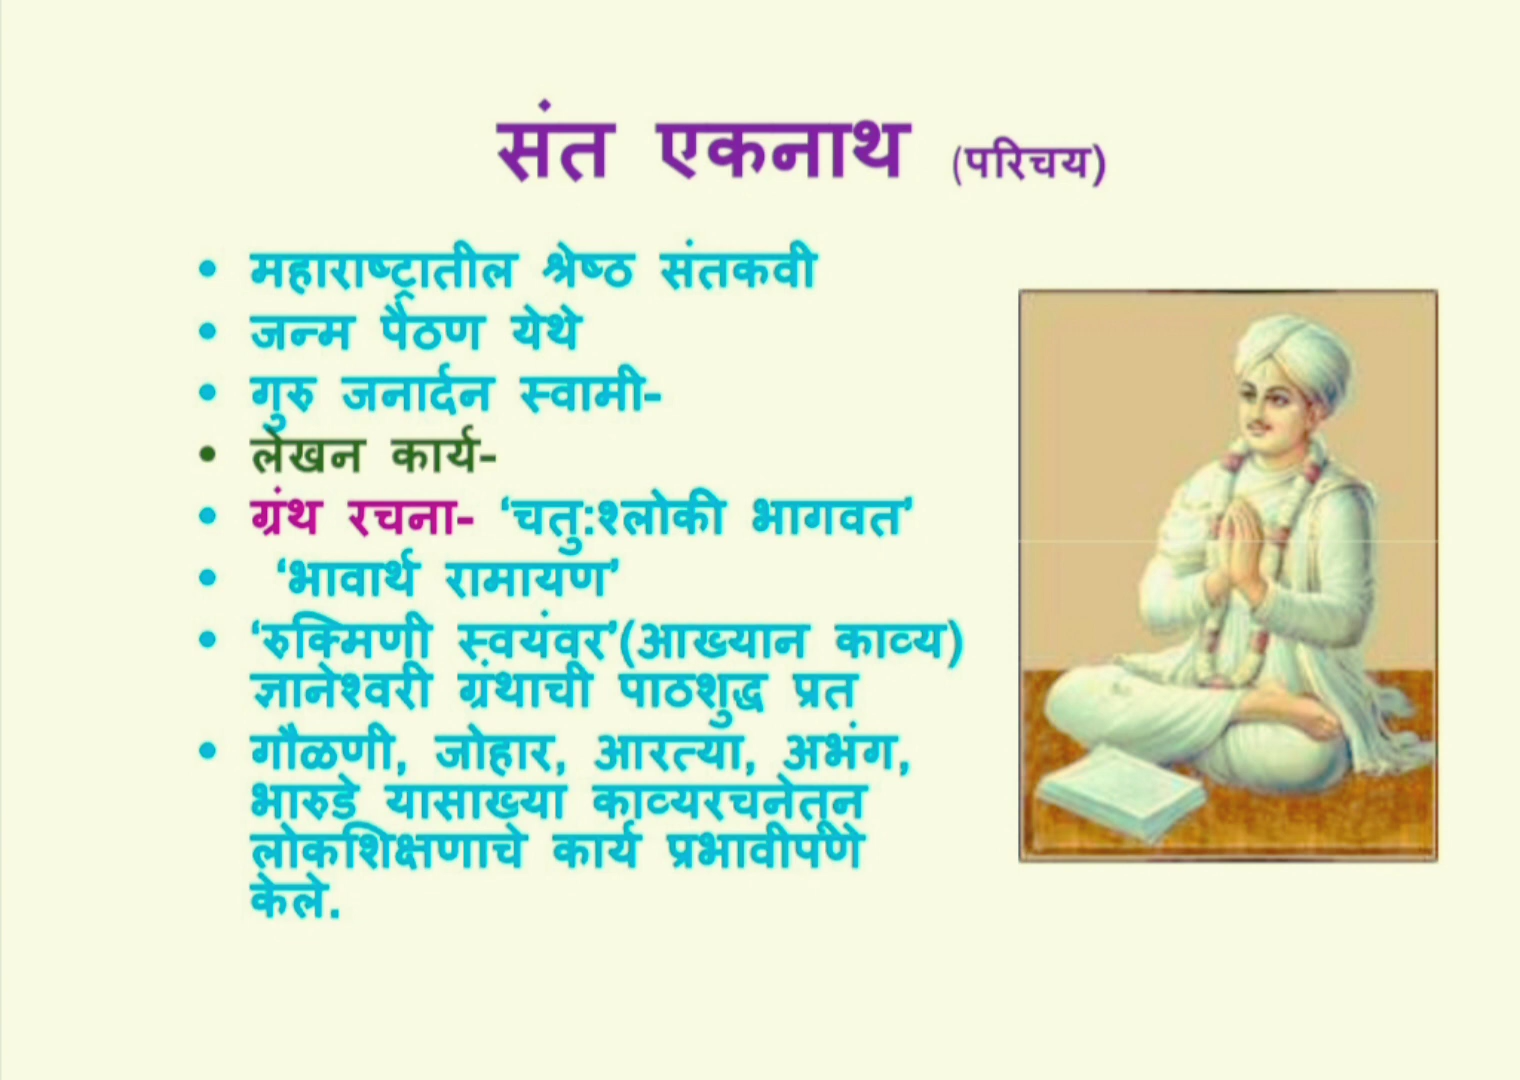 संत एकनाथ (परिचय)
• महाराष्ट्रातील श्रेष्ठ संतकवी
• जन्म पैठण येथे
• गुरु जनार्दन स्वामी-
• लेखन कार्य-
• ग्रंथ रचना- ‘चतु:श्लोकी भागवत’
• ‘भावार्थ रामायण’
• ‘रुक्मिणी स्वयंवर’(आख्यान काव्य)
ज्ञानेश्वरी ग्रंथाची पाठशुद्ध प्रत
• गौळणी, जोहार, आरत्या, अभंग,
भारुडे यासाख्या काव्यरचनेतून
लोकशिक्षणाचे कार्य प्रभावीपणे
केले.